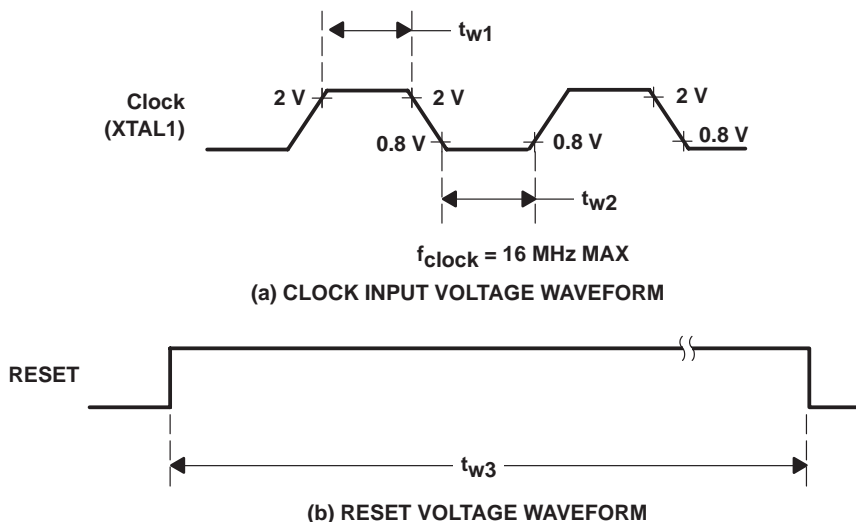 tw1
Clock
(XTAL1)
2 V
2 V
2 V
0.8 V
0.8 V
0.8 V
tw2
fclock = 16 MHz MAX
(a) CLOCK INPUT VOLTAGE WAVEFORM
RESET
tw3
(b) RESET VOLTAGE WAVEFORM